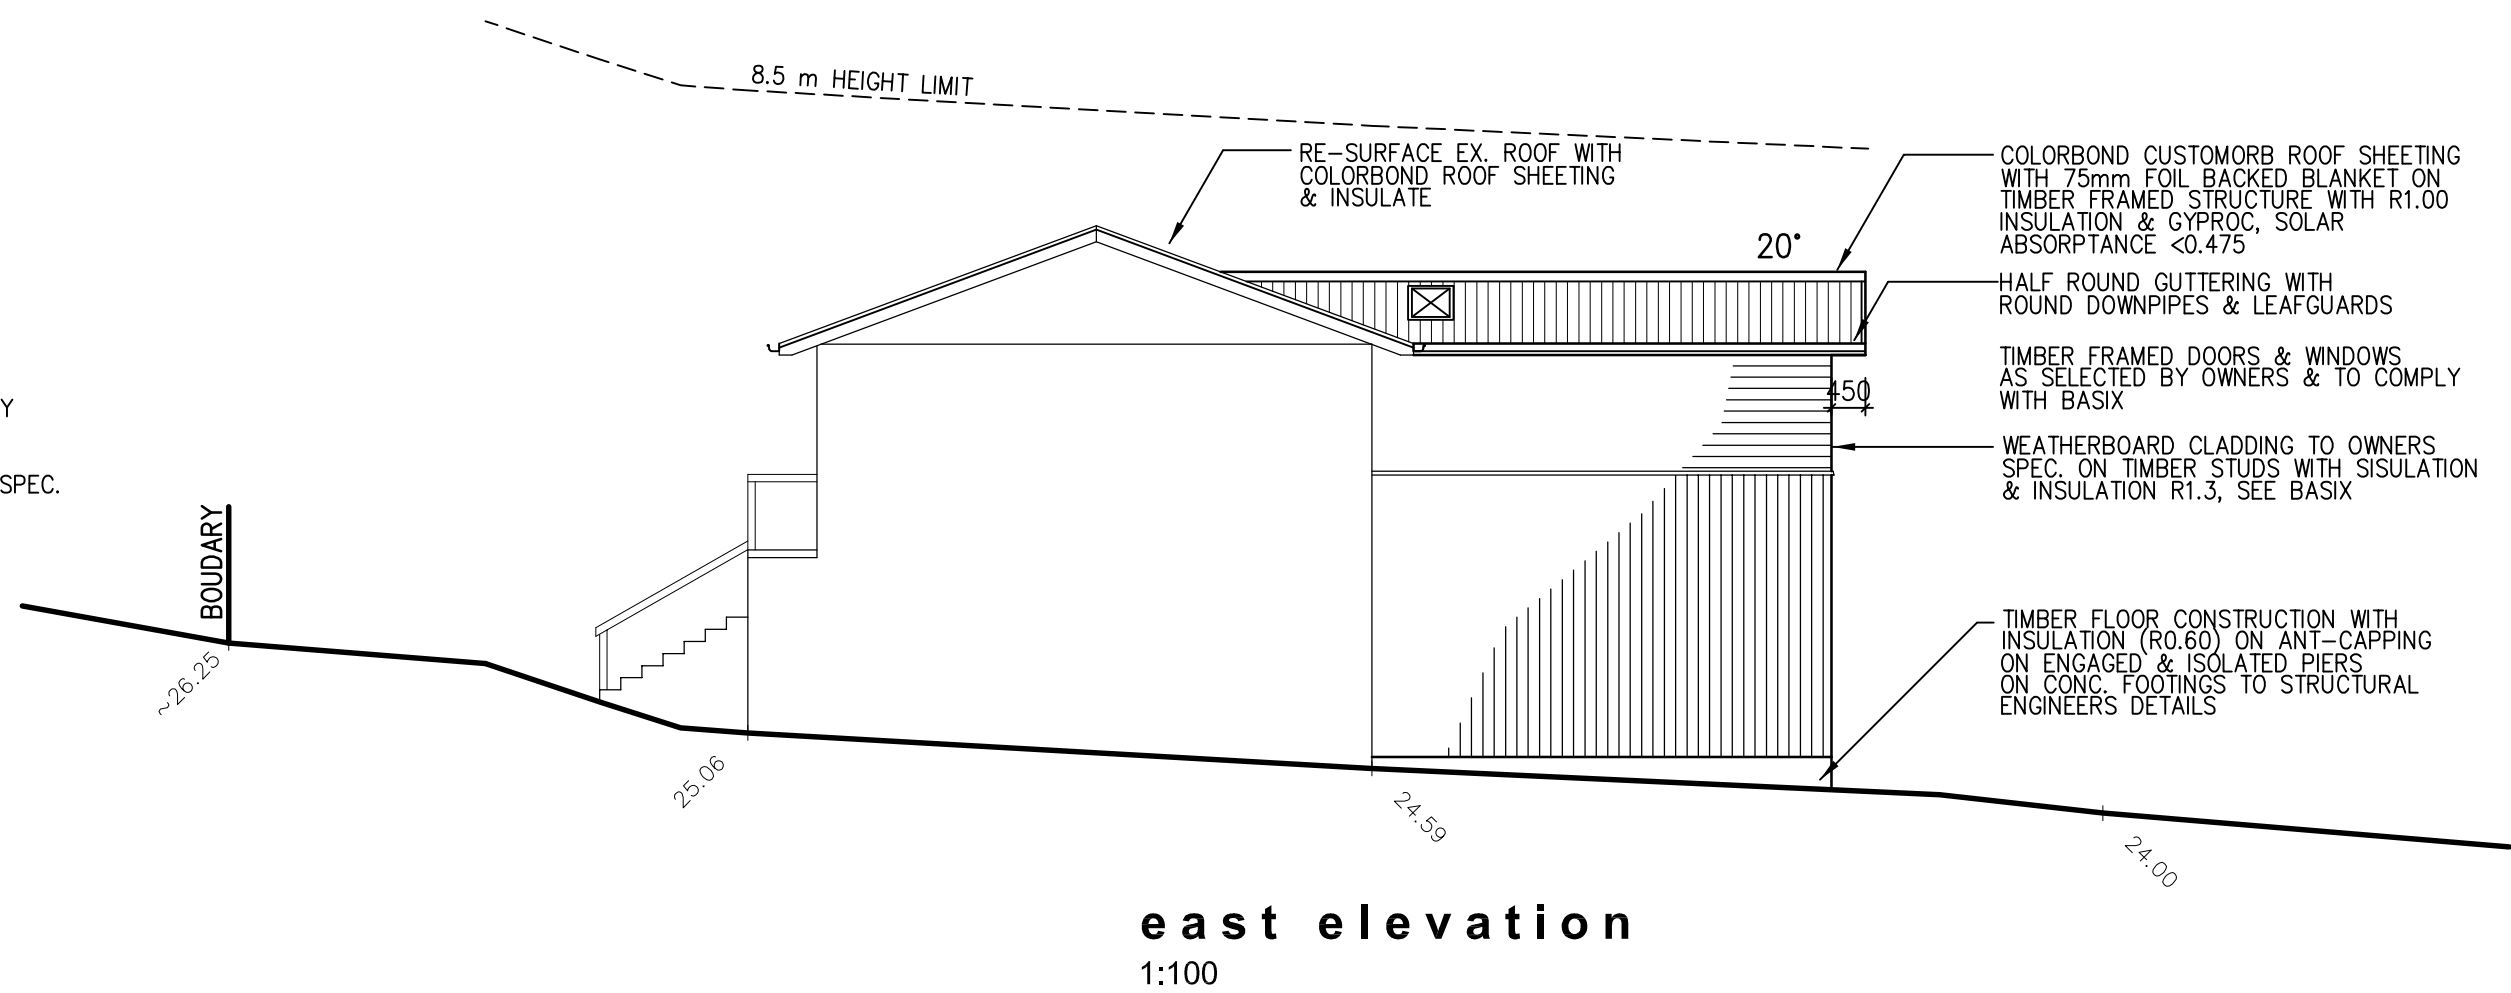 8.5 m HEIGHT LIMIT
RE-SURFACE EX. ROOF WITH
COLORBOND ROOF SHEETING
& INSULATE
COLORBOND CUSTOMORB ROOF SHEETING
WITH 75mm FOIL BACKED BLANKET ON
TIMBER FRAMED STRUCTURE WITH R1.00
INSULATION & GYPROC, SOLAR
ABSORPTANCE <0.475
20°
HALF ROUND GUTTERING WITH
ROUND DOWNPIPES & LEAFGUARDS
TIMBER FRAMED DOORS & WINDOWS
AS SELECTED BY OWNERS & TO COMPLY
WITH BASIX
450
Y
WEATHERBOARD CLADDING TO OWNERS
SPEC. ON TIMBER STUDS WITH SISULATION
& INSULATION R1.3, SEE BASIX
SPEC.
BOUDARY
TIMBER FLOOR CONSTRUCTION WITH
INSULATION (R0.60) ON ANT-CAPPING
ON ENGAGED & ISOLATED PIERS
ON CONC. FOOTINGS TO STRUCTURAL
ENGINEERS DETAILS
~26.25
25.06
24.59
24.00
east elevation
1:100